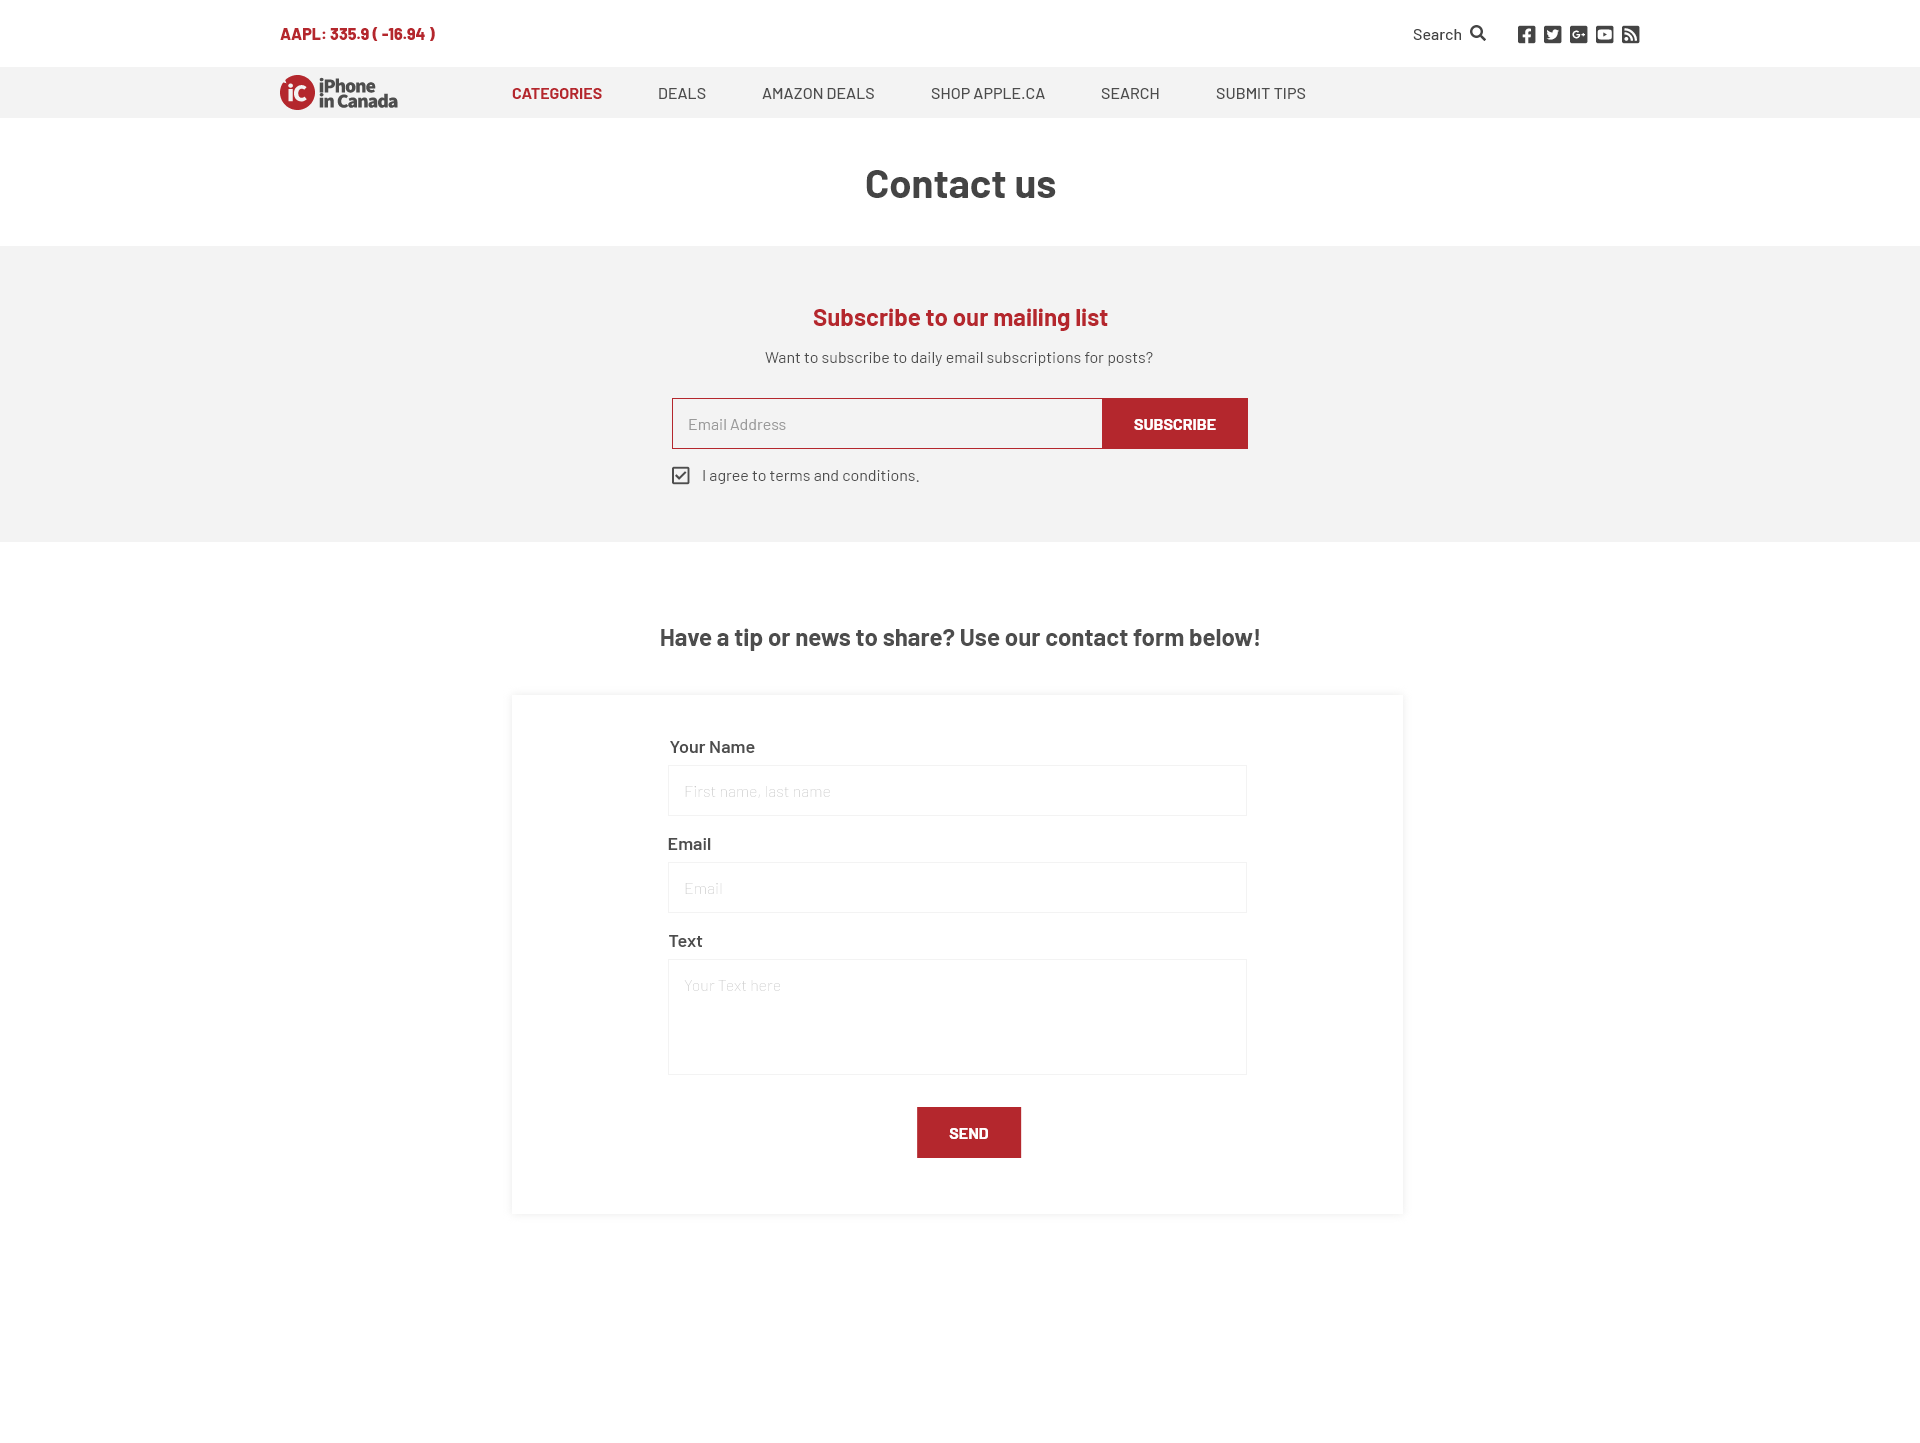 AAPL: 335.9 ( -16.94 )
Search
iC iPhone
in Canada
CATEGORIES
DEALS
AMAZON DEALS
SHOP APPLE.CA
SEARCH
SUBMIT TIPS
Contact us
Subscribe to our mailing list
Want to subscribe to daily email subscriptions for posts?
Email Address
SUBSCRIBE
I agree to terms and conditions.
Have a tip or news to share? Use our contact form below!
Your Name
First name, last name
Email
Email
Text
Your Text here
SEND